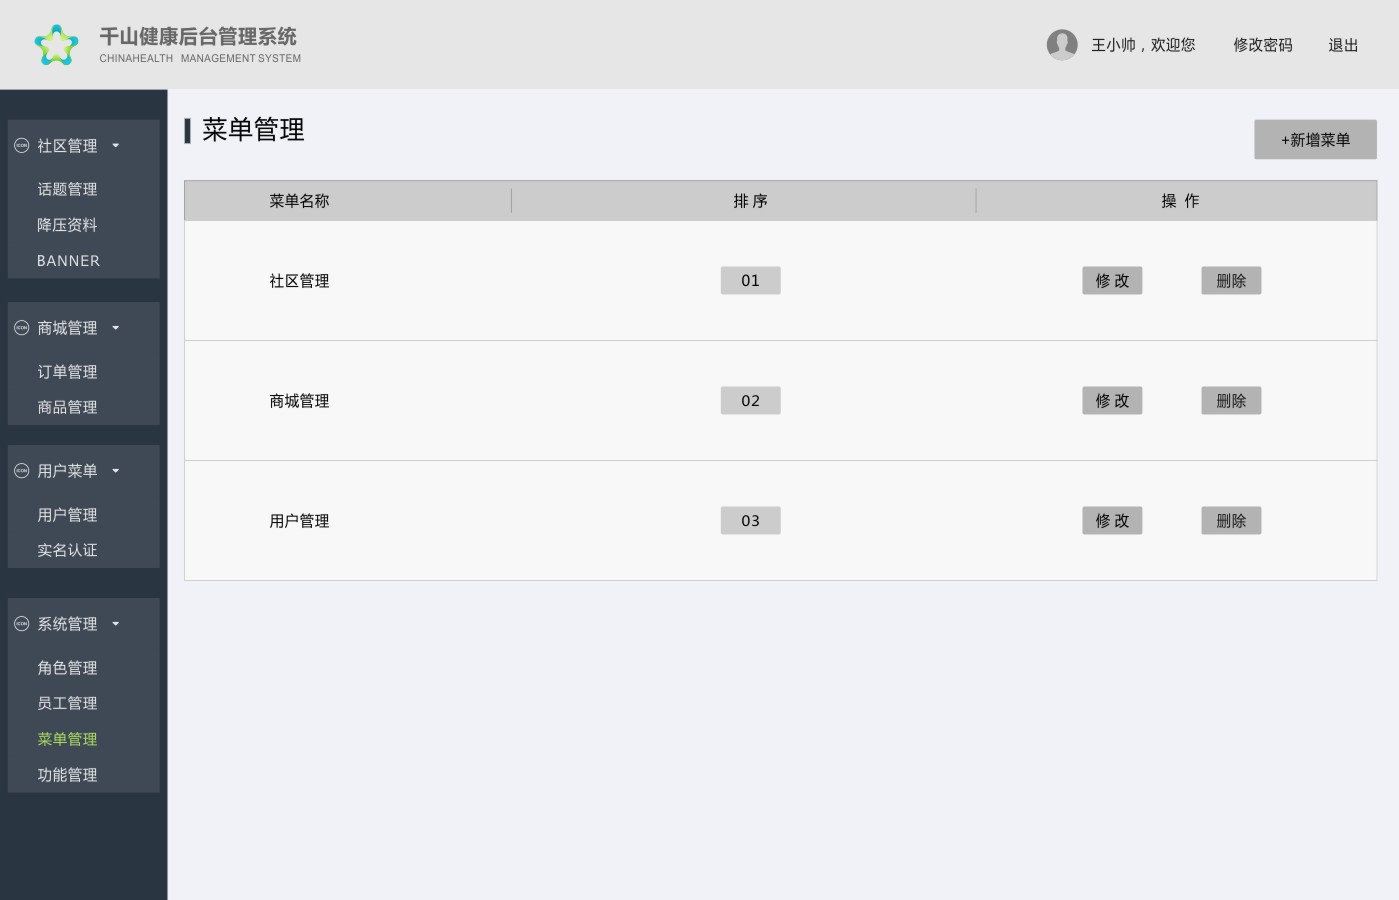 千山健康后台管理系统
CHINAHEALTH MANAGEMENT SYSTEM
王小帅，欢迎您 修改密码 退出
社区管理
话题管理
降压资料
BANNER
商城管理
订单管理
商品管理
用户菜单
用户管理
实名认证
系统管理
角色管理
员工管理
菜单管理
功能管理
菜单管理
+新增菜单
菜单名称 排 序 操 作
社区管理 01 修 改 删除
商城管理 02 修 改 删除
用户管理 03 修 改 删除